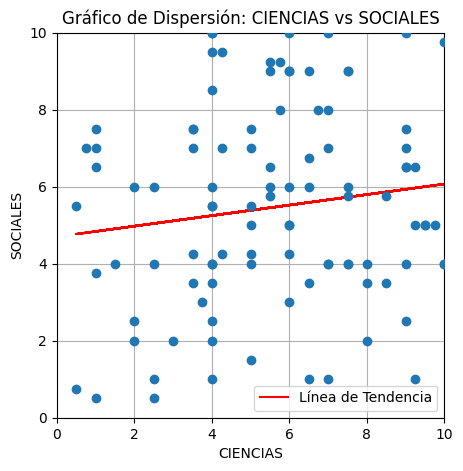 Gráfico de Dispersión: CIENCIAS vs SOCIALES
10
8
6
4
2
0
SOCIALES
Línea de Tendencia
0 2 4 6 8 10
CIENCIAS